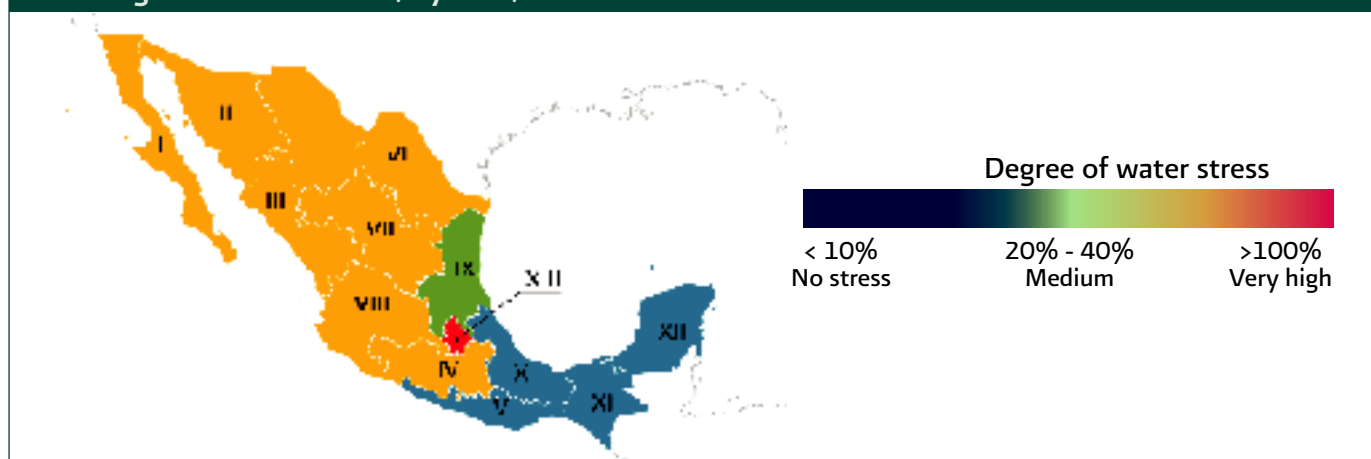 II
I
VI
III
VII
IX
VIII
XII
IV
X
V
XI
Degree of water stress
< 10%
20% - 40%
>100%
No stress
Medium
Very high